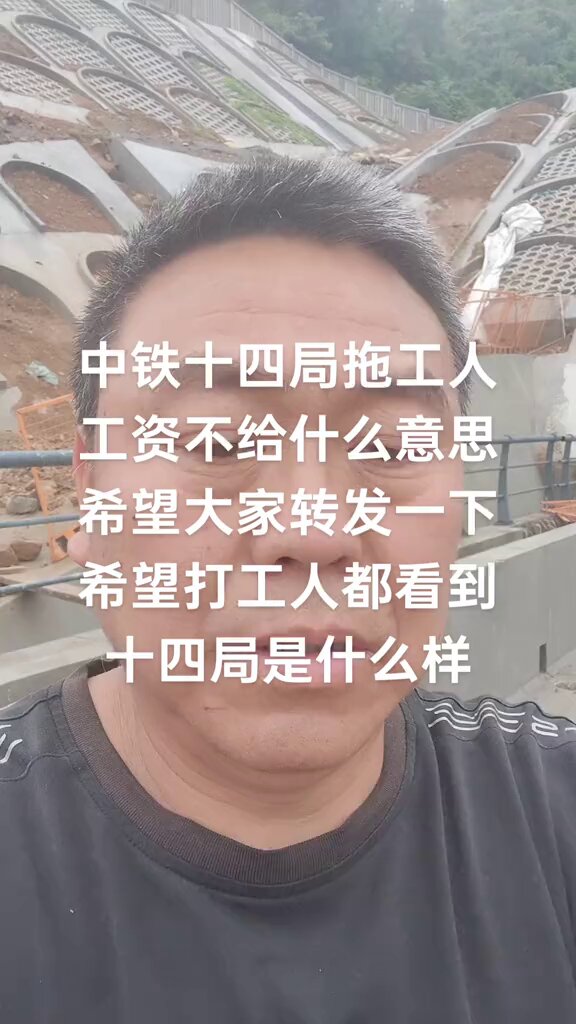 中铁十四局拖工人
工资不给什么意思
希望大家转发一下
希望打工人都看到
十四局是什么样